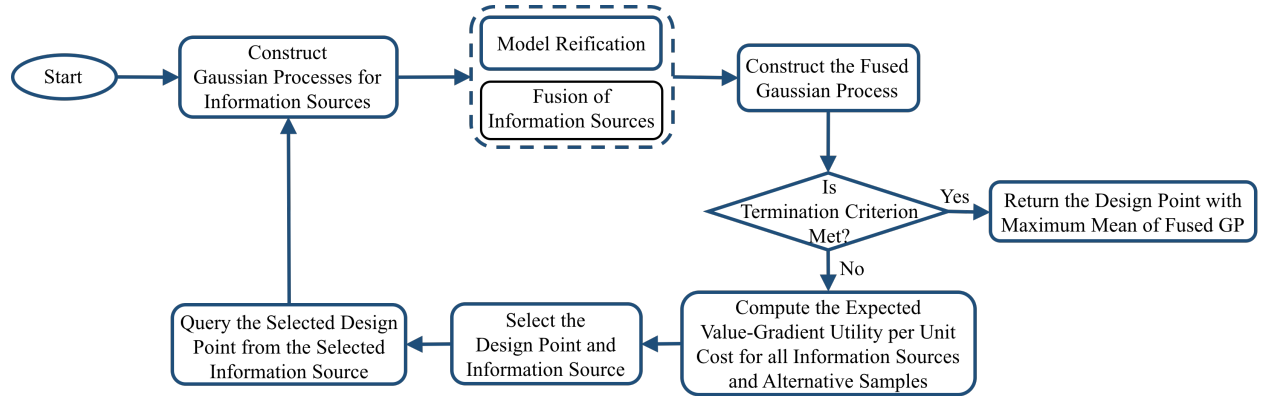 Start
Construct
Gaussian Processes for
Information Sources
Model Reification
Fusion of
Information Sources
Construct the Fused
Gaussian Process
Is
Termination Criterion
Met?
Yes
Return the Design Point with
Maximum Mean of Fused GP
No
Compute the Expected
Value-Gradient Utility per Unit
Cost for all Information Sources
and Alternative Samples
Select the
Design Point and
Information Source
Query the Selected Design
Point from the Selected
Information Source